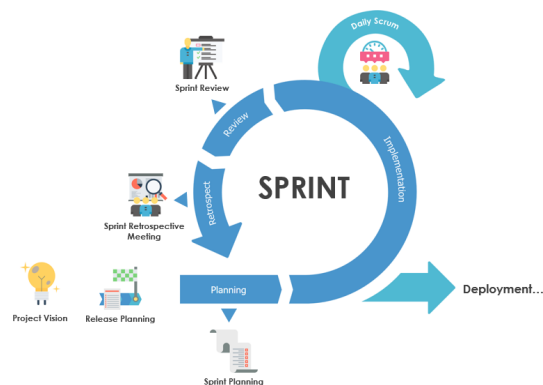 Daily Scrum
Sprint Review
Review
Implementation
SPRINT
Retrospect
Sprint Retrospective
Meeting
Planning
Deployment...
Project Vision
Release Planning
Sprint Planning